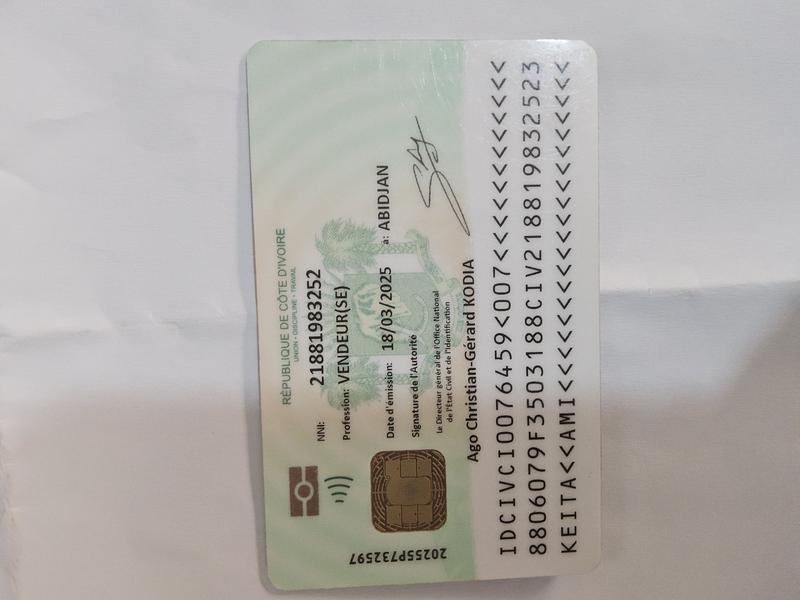 RÉPUBLIQUE DE CÔTE D'IVOIRE
UNION - DISCIPLINE - TRAVAIL
NNI: 21881983252
Profession: VENDEUR(SE)
Date d'émission: 18/03/2025 à: ABIDJAN
Signature de l'Autorité
Le Directeur général de l'Office National
de l'État Civil et de l'Identification
Ago Christian-Gérard KODIA
20255P732597
IDCIVCI0076459<007<<<<<<<<<<<<
8806079F3503188CIV218819832523
KEITA<<AMI<<<<<<<<<<<<<<<<<<<<